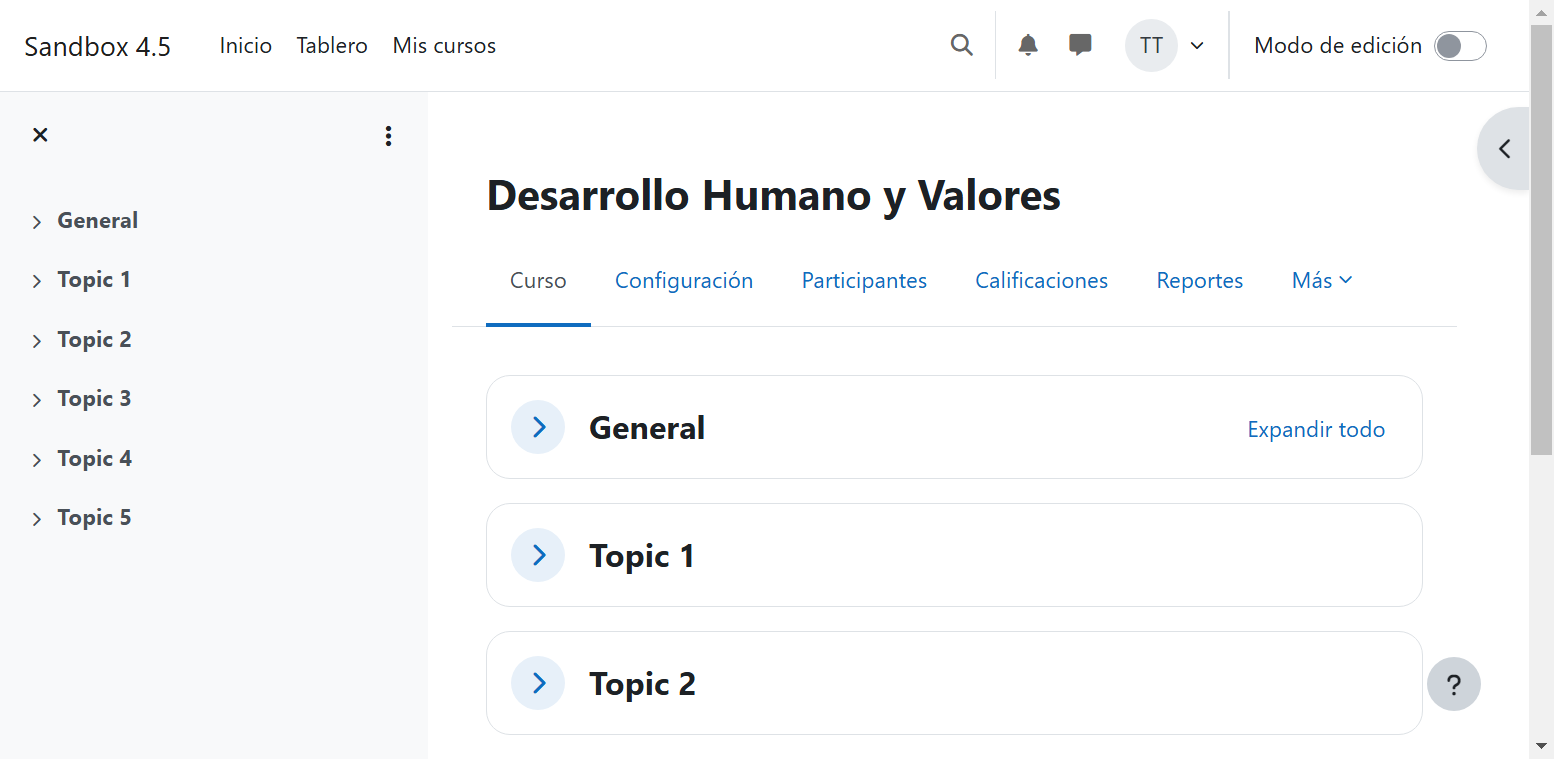 Sandbox 4.5 Inicio Tablero Mis cursos TT Modo de edición
General
Topic 1
Topic 2
Topic 3
Topic 4
Topic 5
Desarrollo Humano y Valores
Curso Configuración Participantes Calificaciones Reportes Más
General Expandir todo
Topic 1
Topic 2
?